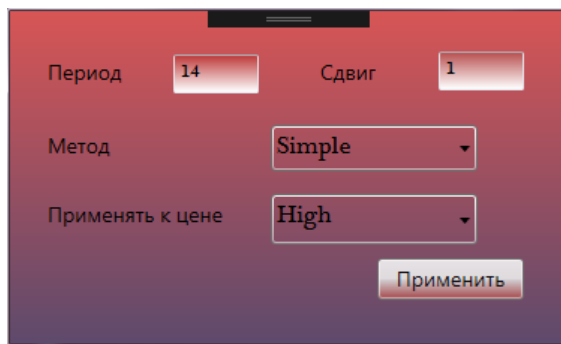 Период 14 Сдвиг 1
Метод Simple
Применять к цене High
Применить